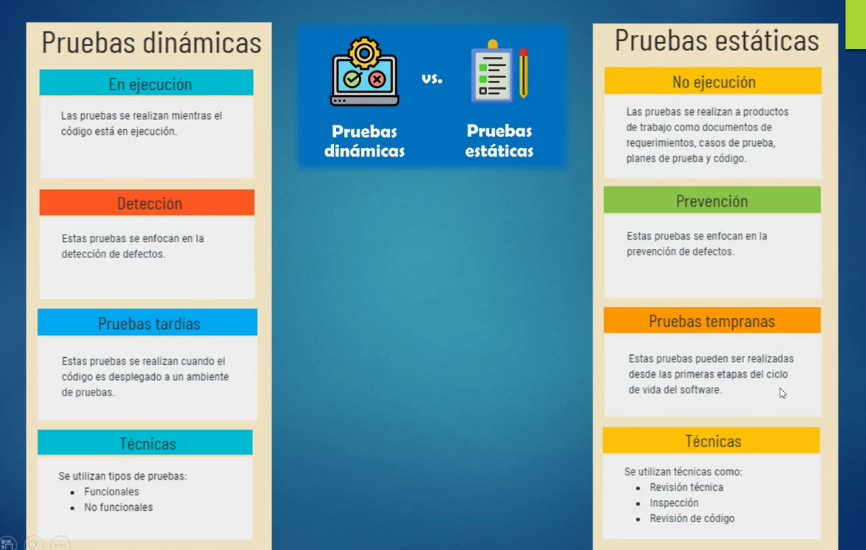 Pruebas dinámicas
En ejecución
Las pruebas se realizan mientras el
código está en ejecución.
Detección
Estas pruebas se enfocan en la
detección de defectos.
Pruebas tardías
Estas pruebas se realizan cuando el
código es desplegado a un ambiente
de pruebas.
Técnicas
Se utilizan tipos de pruebas:
• Funcionales
• No funcionales
vs.
Pruebas
dinámicas
Pruebas
estáticas
Pruebas estáticas
No ejecución
Las pruebas se realizan a productos
de trabajo como documentos de
requerimientos, casos de prueba,
planes de prueba y código.
Prevención
Estas pruebas se enfocan en la
prevención de defectos.
Pruebas tempranas
Estas pruebas pueden ser realizadas
desde las primeras etapas del ciclo
de vida del software.
Técnicas
Se utilizan técnicas como:
• Revisión técnica
• Inspección
• Revisión de código